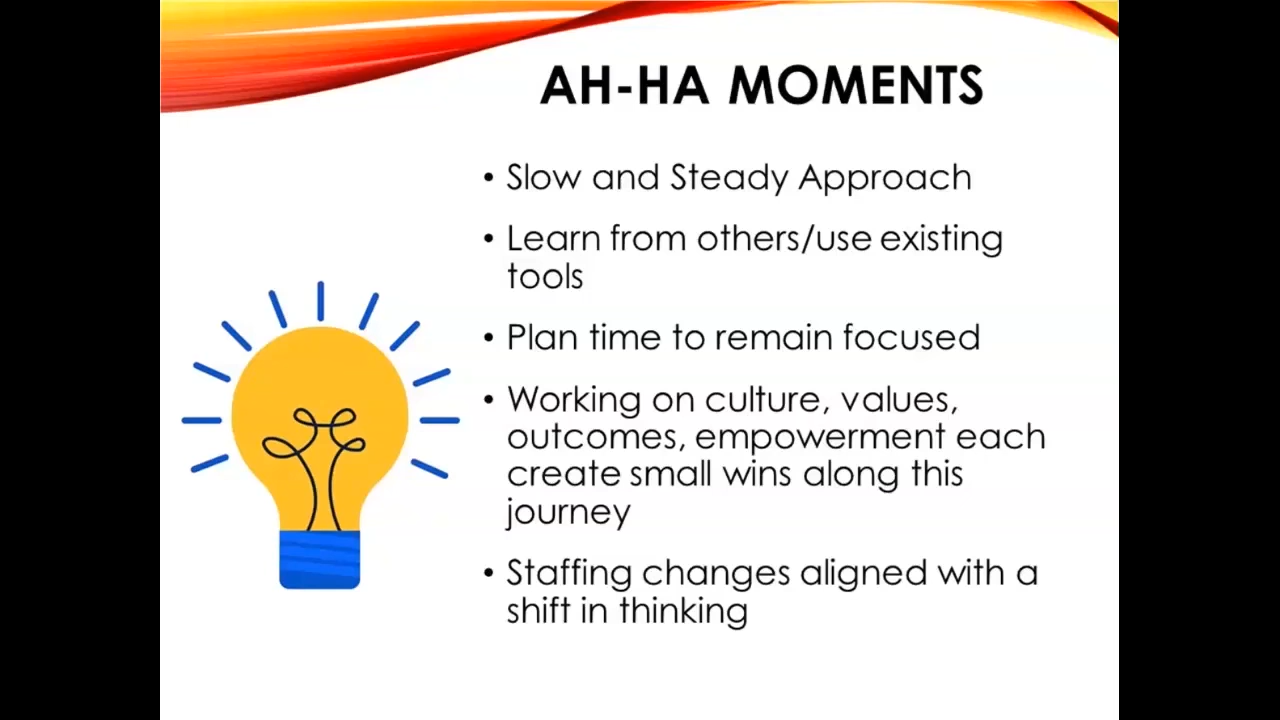 AH-HA MOMENTS
• Slow and Steady Approach
• Learn from others/use existing
tools
• Plan time to remain focused
• Working on culture, values,
outcomes, empowerment each
create small wins along this
journey
• Staffing changes aligned with a
shift in thinking